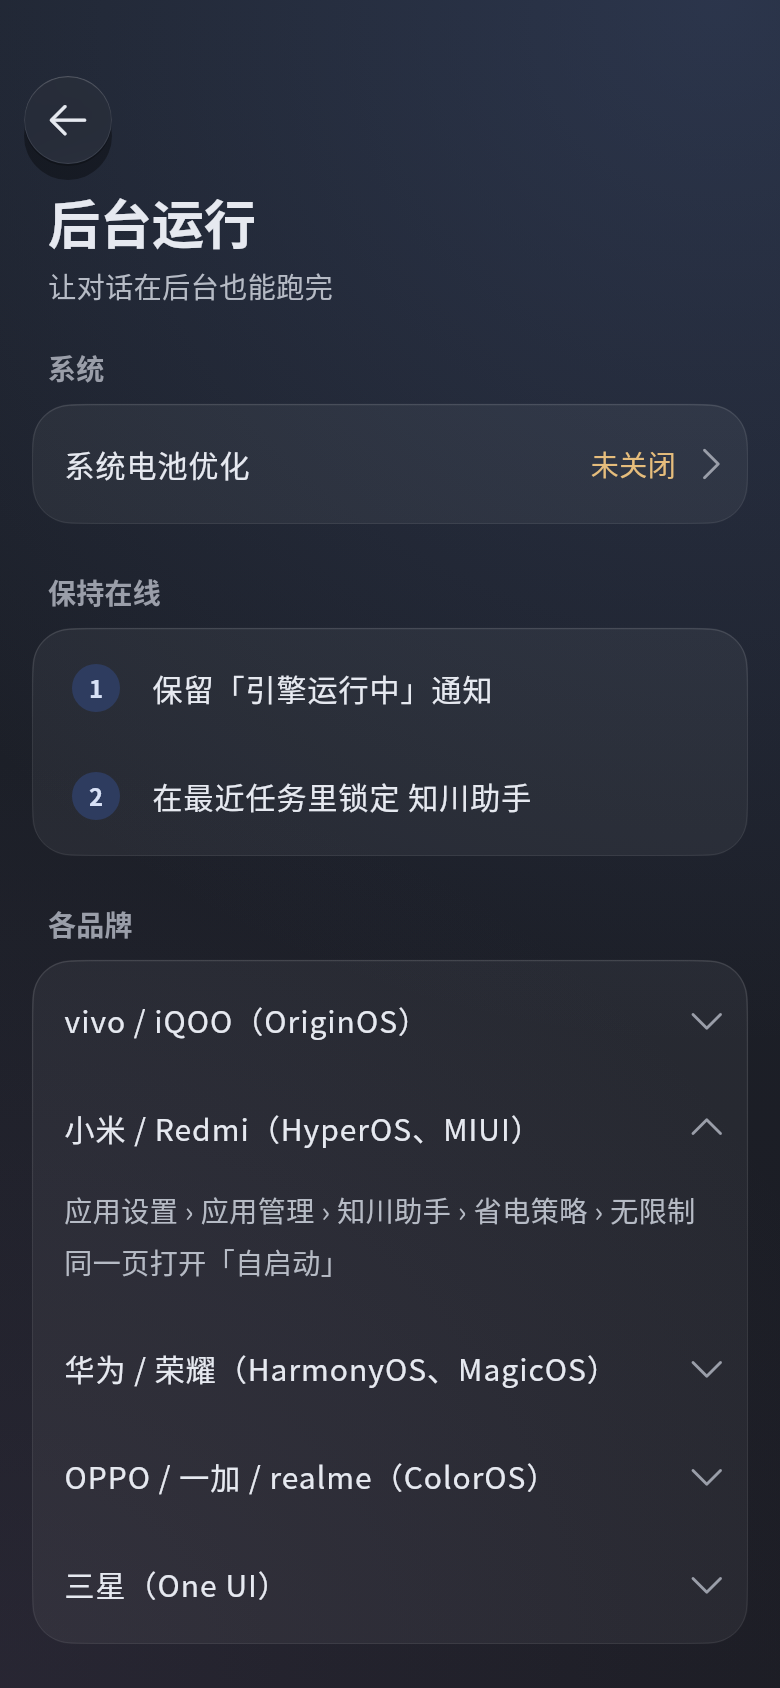 后台运行
让对话在后台也能跑完
系统
系统电池优化 未关闭
保持在线
1 保留「引擎运行中」通知
2 在最近任务里锁定 知川助手
各品牌
vivo / iQOO（OriginOS）
小米 / Redmi（HyperOS、MIUI）
应用设置 › 应用管理 › 知川助手 › 省电策略 › 无限制
同一页打开「自启动」
华为 / 荣耀（HarmonyOS、MagicOS）
OPPO / 一加 / realme（ColorOS）
三星（One UI）